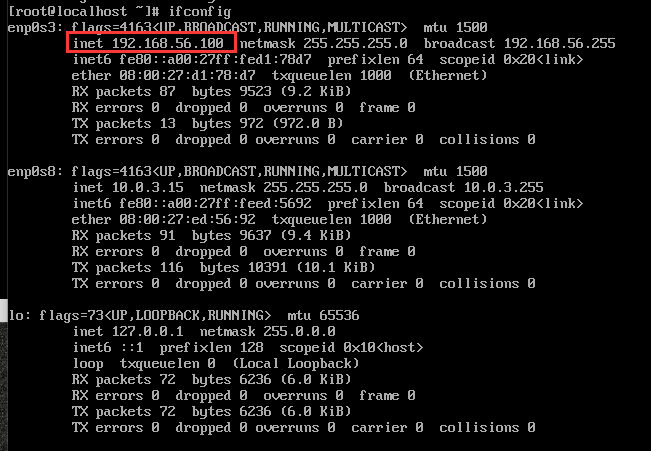 [root@localhost ~]# ifconfig
enp0s3: flags=4163<UP,BROADCAST,RUNNING,MULTICAST>  mtu 1500
        inet 192.168.56.100  netmask 255.255.255.0  broadcast 192.168.56.255
        inet6 fe80::a00:27ff:fed1:78d7  prefixlen 64  scopeid 0x20<link>
        ether 08:00:27:d1:78:d7  txqueuelen 1000  (Ethernet)
        RX packets 87  bytes 9523 (9.2 KiB)
        RX errors 0  dropped 0  overruns 0  frame 0
        TX packets 13  bytes 972 (972.0 B)
        TX errors 0  dropped 0 overruns 0  carrier 0  collisions 0
enp0s8: flags=4163<UP,BROADCAST,RUNNING,MULTICAST>  mtu 1500
        inet 10.0.3.15  netmask 255.255.255.0  broadcast 10.0.3.255
        inet6 fe80::a00:27ff:feed:5692  prefixlen 64  scopeid 0x20<link>
        ether 08:00:27:ed:56:92  txqueuelen 1000  (Ethernet)
        RX packets 91  bytes 9637 (9.4 KiB)
        RX errors 0  dropped 0  overruns 0  frame 0
        TX packets 116  bytes 10391 (10.1 KiB)
        TX errors 0  dropped 0 overruns 0  carrier 0  collisions 0
lo: flags=73<UP,LOOPBACK,RUNNING>  mtu 65536
        inet 127.0.0.1  netmask 255.0.0.0
        inet6 ::1  prefixlen 128  scopeid 0x10<host>
        loop  txqueuelen 0  (Local Loopback)
        RX packets 72  bytes 6236 (6.0 KiB)
        RX errors 0  dropped 0  overruns 0  frame 0
        TX packets 72  bytes 6236 (6.0 KiB)
        TX errors 0  dropped 0 overruns 0  carrier 0  collisions 0